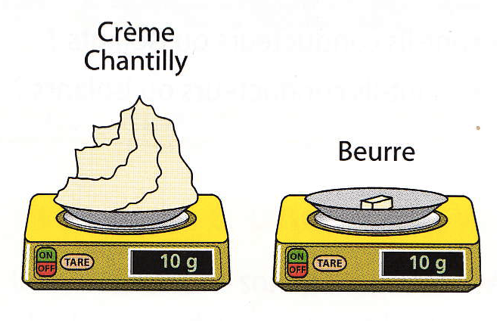 Crème
Chantilly
Beurre
ON
OFF
TARE
10 g
ON
OFF
TARE
10 g